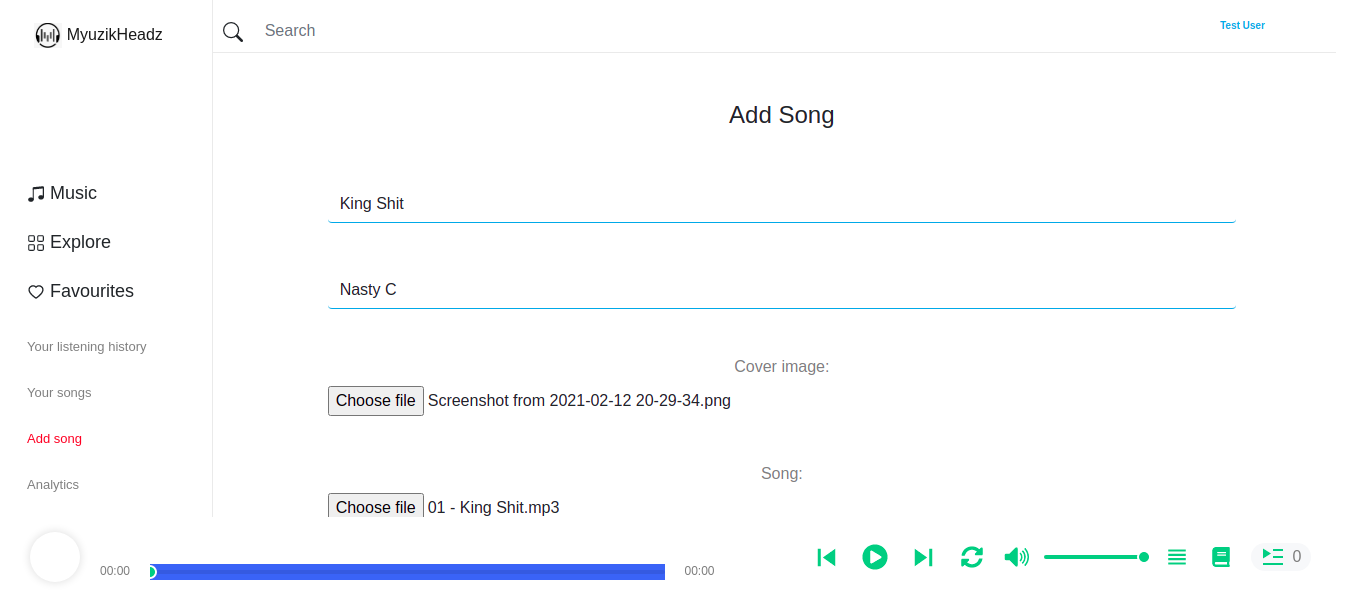 MyuzikHeadz
Search
Test User
Music
Explore
Favourites
Your listening history
Your songs
Add song
Analytics
Add Song
King Shit
Nasty C
Cover image:
Choose file Screenshot from 2021-02-12 20-29-34.png
Song:
Choose file 01 - King Shit.mp3
00:00
00:00
0